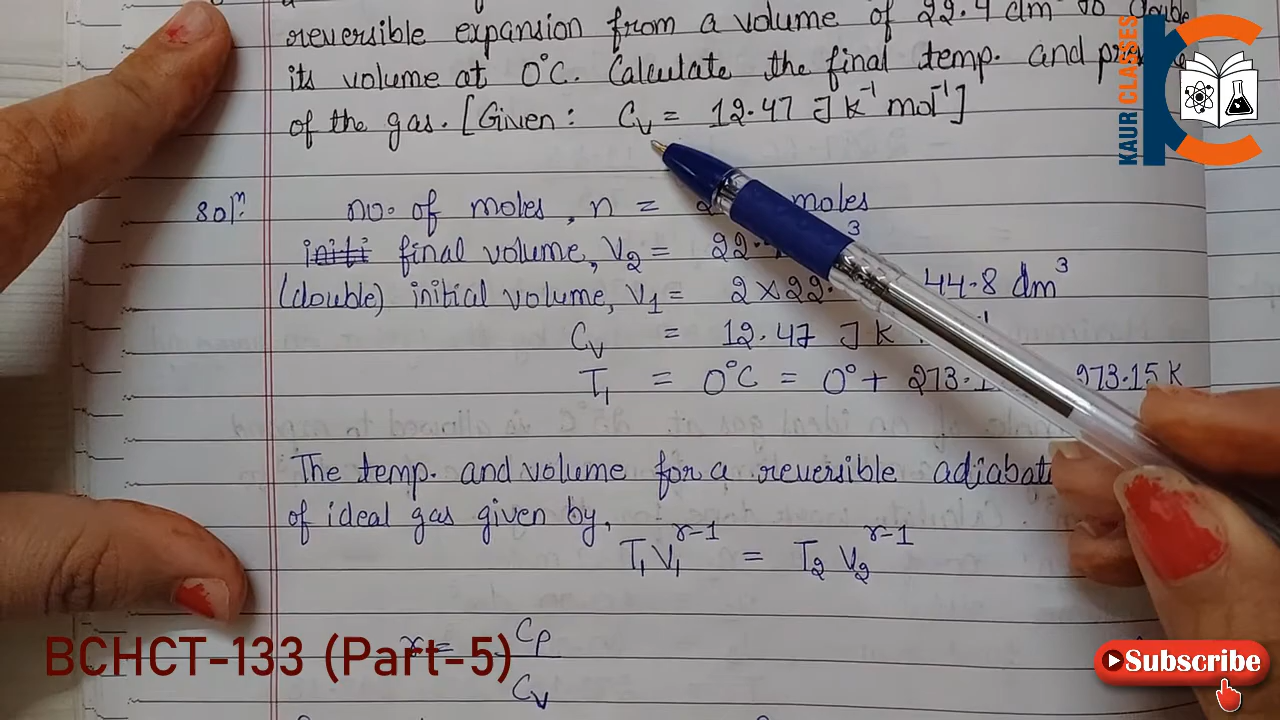 reversible expansion from a volume of 22.4 dm³ to double
its volume at 0°C. Calculate the final temp. and
of the gas. [Given: Cv = 12.47 J K⁻¹ mol⁻¹]
Solⁿ. no. of moles, n = moles
final volume, V₂ = 22. ³
(double) initial volume, V₁ = 2 × 22. 44.8 dm³
Cv = 12.47 J K
T₁ = 0°C = 0° + 273.1 273.15 K
The temp. and volume for a reversible adiabat
of ideal gas given by,
T₁V₁^r-1 = T₂V₂^r-1
r = Cp
Cv
KAUR CLASSES
BCHCT-133 (Part-5)
Subscribe